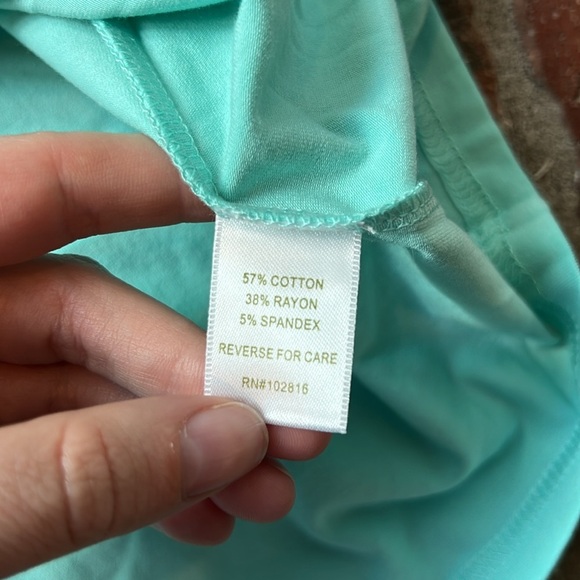 57% COTTON
38% RAYON
5% SPANDEX
REVERSE FOR CARE
RN#102816